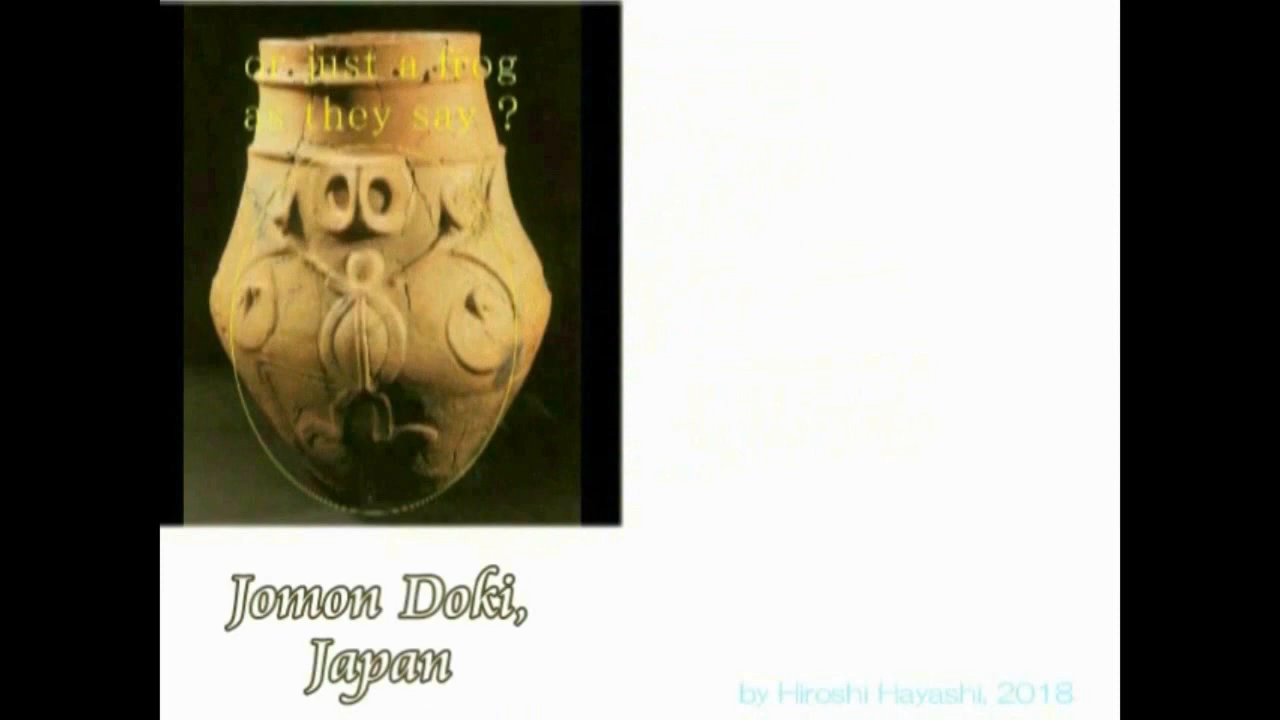 or just a frog
as they say ?
Jomon Doki,
Japan
by Hiroshi Hayashi, 2018